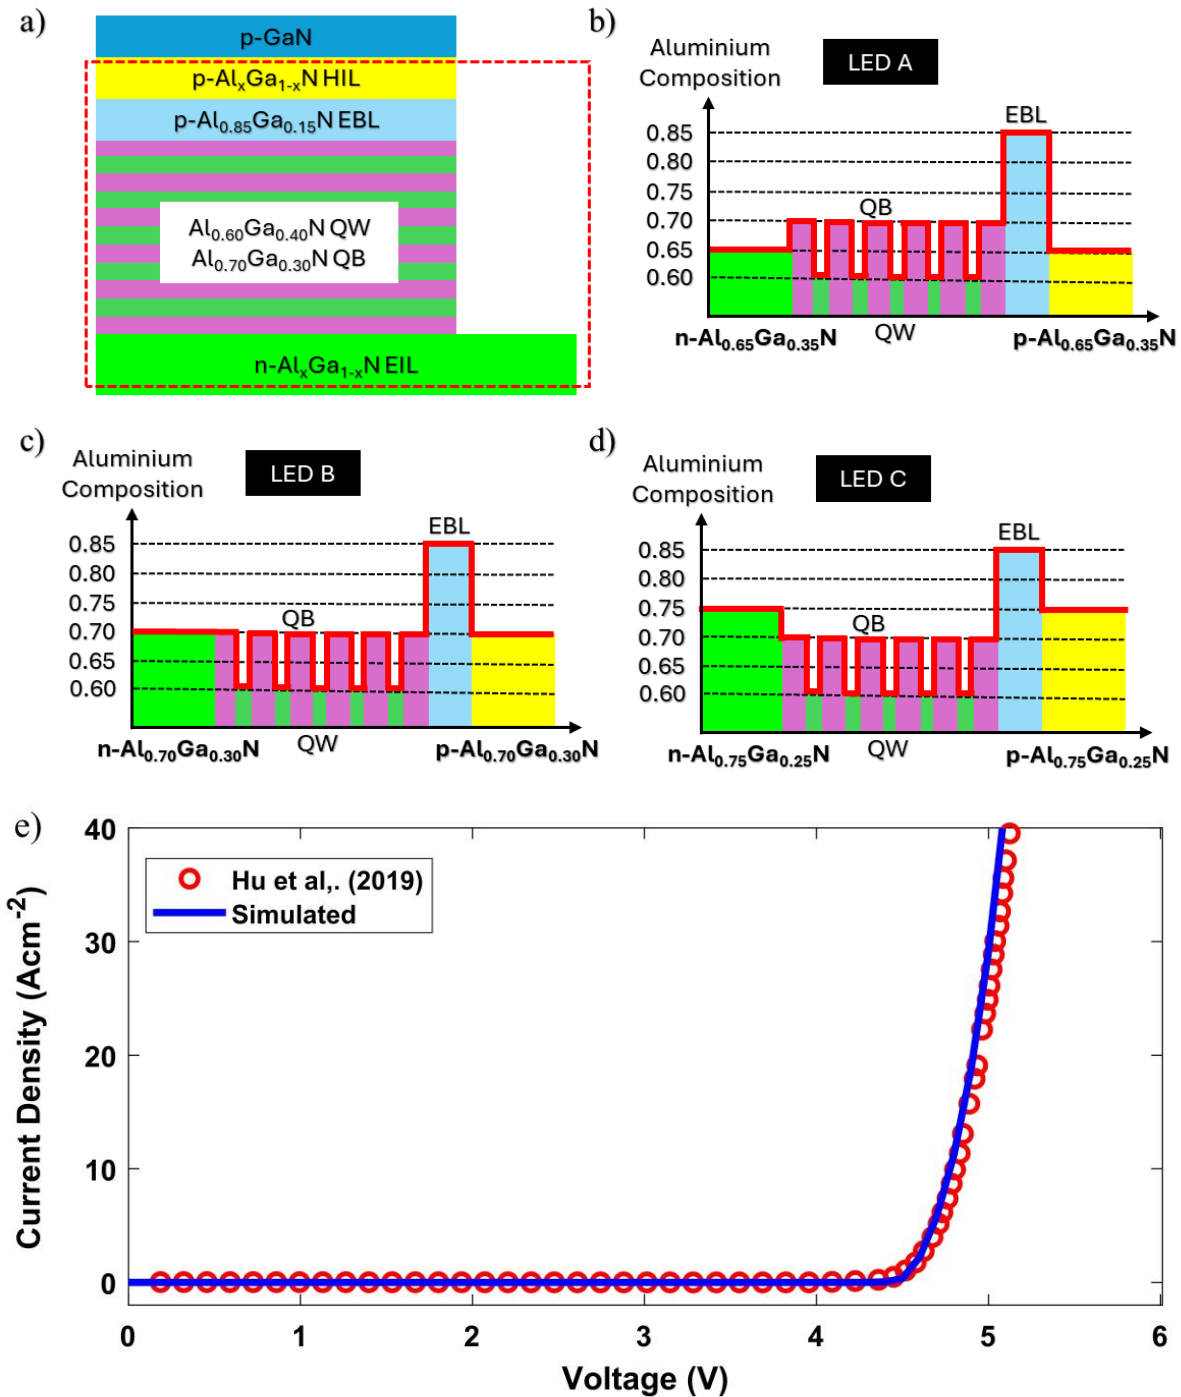 a)
p-GaN
p-AlxGa1-xN HIL
p-Al0.85Ga0.15N EBL
Al0.60Ga0.40N QW
Al0.70Ga0.30N QB
n-AlxGa1-xN EIL
b)
Aluminium
Composition
LED A
EBL
0.85
0.80
0.75
QB
0.70
0.65
0.60
n-Al0.65Ga0.35N
QW
p-Al0.65Ga0.35N
c)
Aluminium
Composition
LED B
EBL
0.85
0.80
0.75
QB
0.70
0.65
0.60
n-Al0.70Ga0.30N
QW
p-Al0.70Ga0.30N
d)
Aluminium
Composition
LED C
EBL
0.85
0.80
0.75
QB
0.70
0.65
0.60
n-Al0.75Ga0.25N
QW
p-Al0.75Ga0.25N
e)
40
30
20
10
0
Current Density (Acm-2)
Hu et al,. (2019)
Simulated
0 1 2 3 4 5 6
Voltage (V)